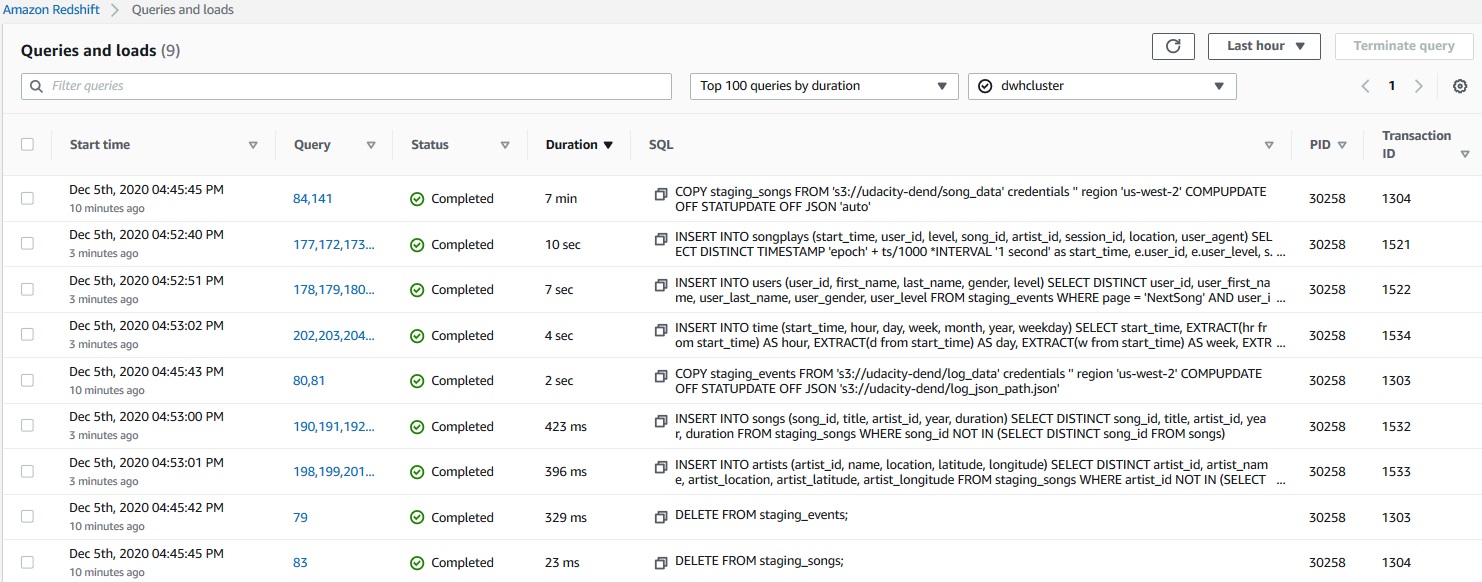 Amazon Redshift > Queries and loads
Queries and loads (9)
Last hour
Terminate query
Filter queries
Top 100 queries by duration
dwhcluster
1
Start time Query Status Duration SQL PID Transaction
ID
Dec 5th, 2020 04:45:45 PM
10 minutes ago
84,141
Completed
7 min
COPY staging_songs FROM 's3://udacity-dend/song_data' credentials '' region 'us-west-2' COMPUPDATE
OFF STATUPDATE OFF JSON 'auto'
30258
1304
Dec 5th, 2020 04:52:40 PM
3 minutes ago
177,172,173...
Completed
10 sec
INSERT INTO songplays (start_time, user_id, level, song_id, artist_id, session_id, location, user_agent) SEL
ECT DISTINCT TIMESTAMP 'epoch' + ts/1000 *INTERVAL '1 second' as start_time, e.user_id, e.user_level, s. ...
30258
1521
Dec 5th, 2020 04:52:51 PM
3 minutes ago
178,179,180...
Completed
7 sec
INSERT INTO users (user_id, first_name, last_name, gender, level) SELECT DISTINCT user_id, user_first_na
me, user_last_name, user_gender, user_level FROM staging_events WHERE page = 'NextSong' AND user_i ...
30258
1522
Dec 5th, 2020 04:53:02 PM
3 minutes ago
202,203,204...
Completed
4 sec
INSERT INTO time (start_time, hour, day, week, month, year, weekday) SELECT start_time, EXTRACT(hr fr
om start_time) AS hour, EXTRACT(d from start_time) AS day, EXTRACT(w from start_time) AS week, EXTR ...
30258
1534
Dec 5th, 2020 04:45:43 PM
10 minutes ago
80,81
Completed
2 sec
COPY staging_events FROM 's3://udacity-dend/log_data' credentials '' region 'us-west-2' COMPUPDATE
OFF STATUPDATE OFF JSON 's3://udacity-dend/log_json_path.json'
30258
1303
Dec 5th, 2020 04:53:00 PM
3 minutes ago
190,191,192...
Completed
423 ms
INSERT INTO songs (song_id, title, artist_id, year, duration) SELECT DISTINCT song_id, title, artist_id, yea
r, duration FROM staging_songs WHERE song_id NOT IN (SELECT DISTINCT song_id FROM songs)
30258
1532
Dec 5th, 2020 04:53:01 PM
3 minutes ago
198,199,201...
Completed
396 ms
INSERT INTO artists (artist_id, name, location, latitude, longitude) SELECT DISTINCT artist_id, artist_nam
e, artist_location, artist_latitude, artist_longitude FROM staging_songs WHERE artist_id NOT IN (SELECT ...
30258
1533
Dec 5th, 2020 04:45:42 PM
10 minutes ago
79
Completed
329 ms
DELETE FROM staging_events;
30258
1303
Dec 5th, 2020 04:45:45 PM
10 minutes ago
83
Completed
23 ms
DELETE FROM staging_songs;
30258
1304